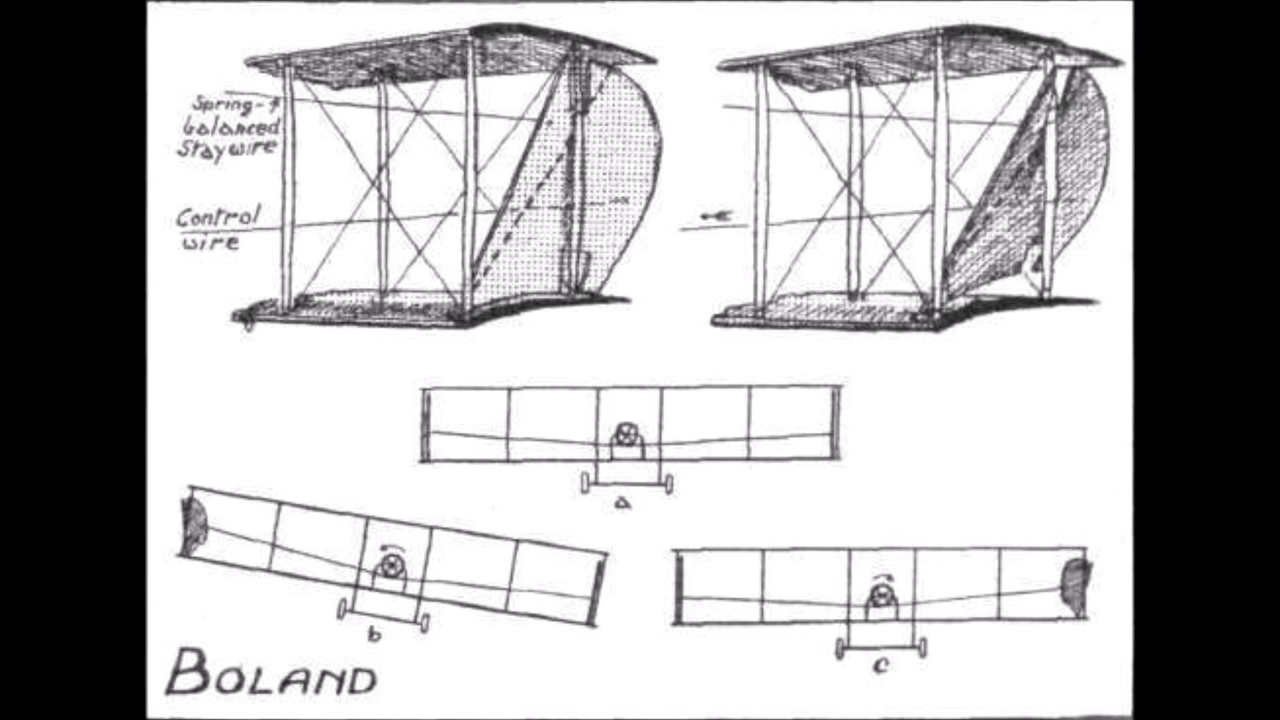 Spring-
balanced
Staywire
Control
wire
a
b
c
BOLAND